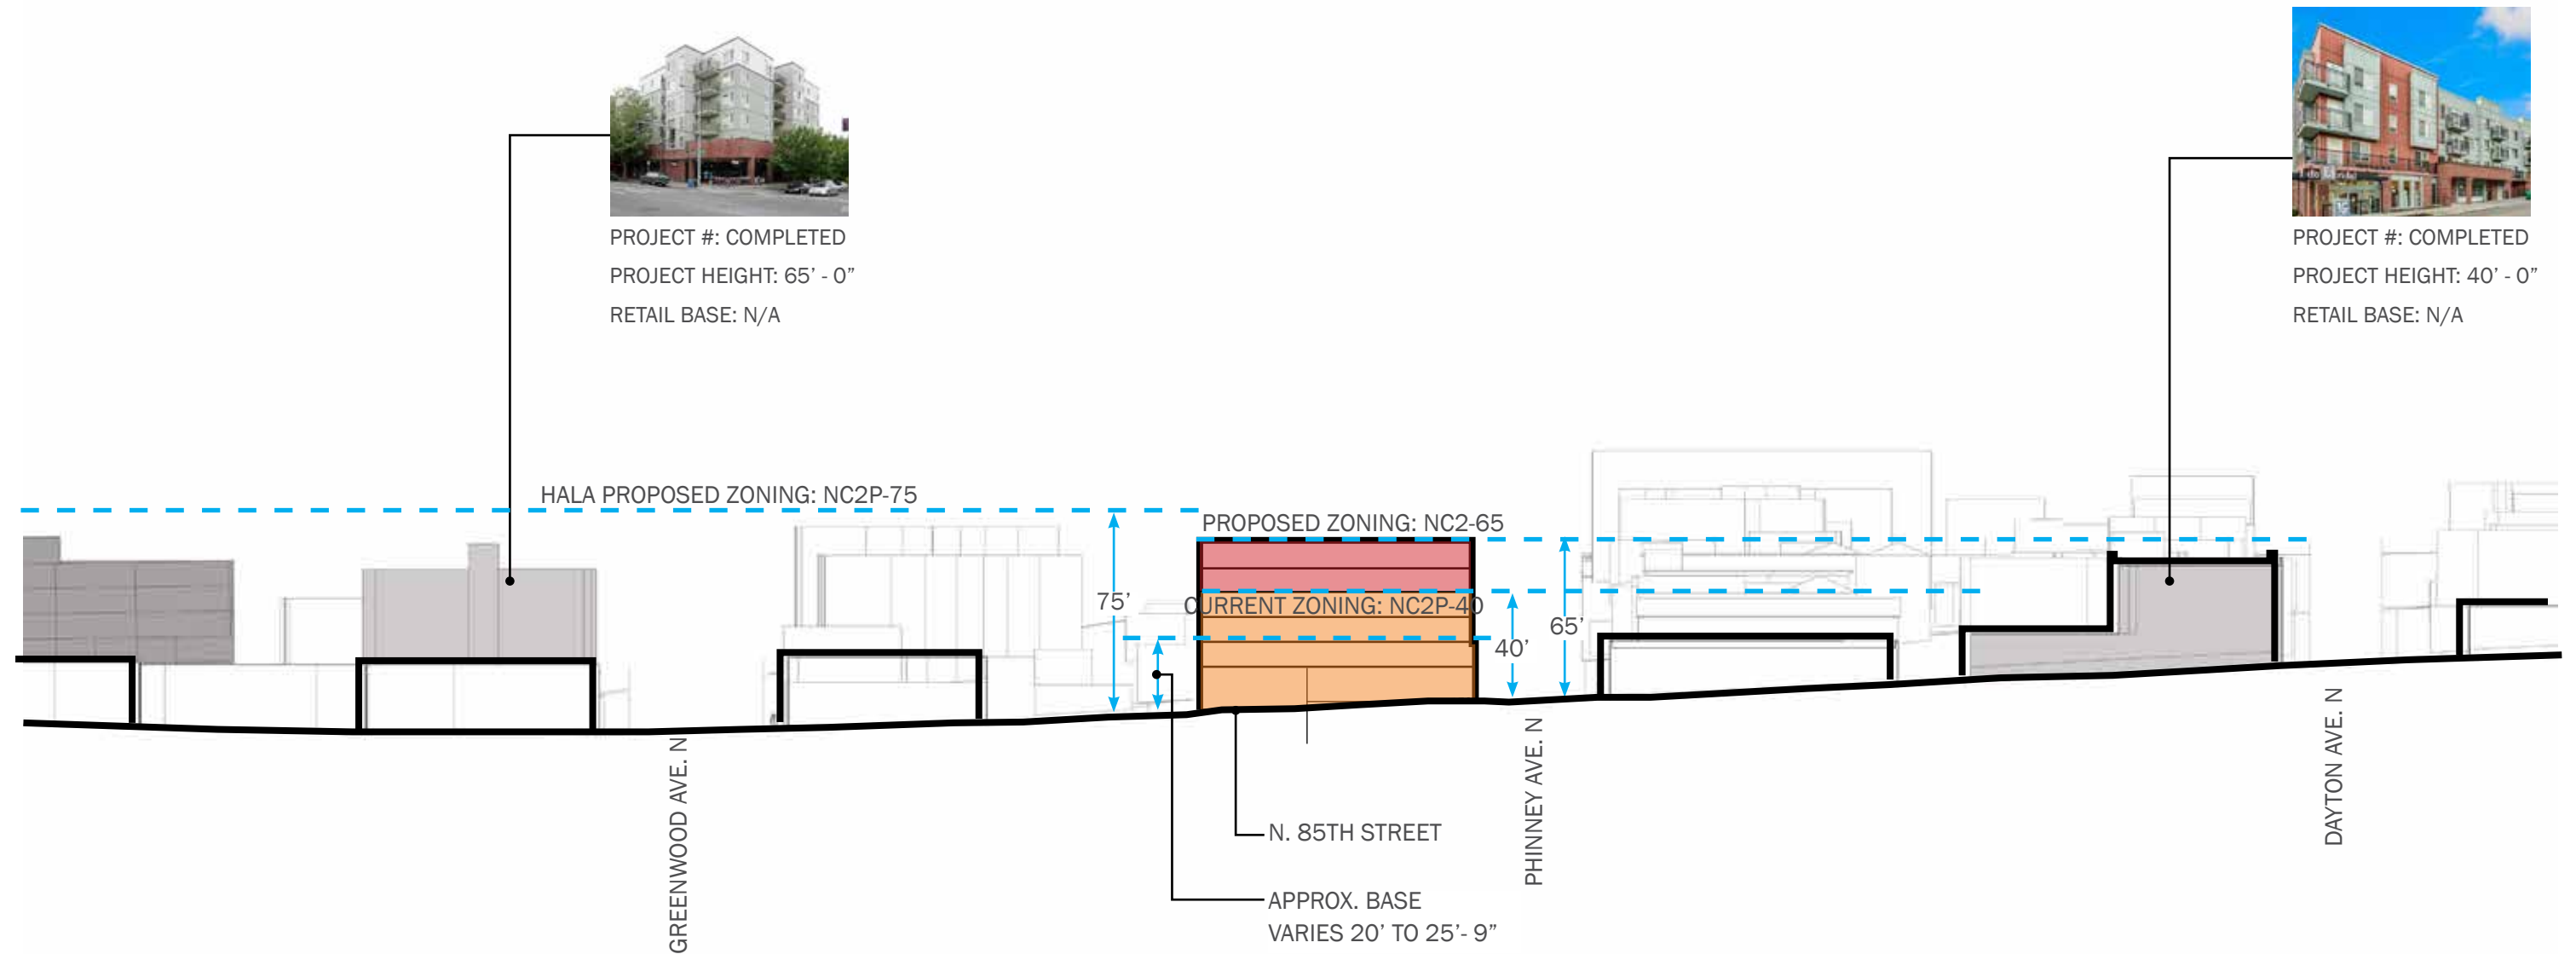 PROJECT #: COMPLETED
PROJECT HEIGHT: 65’ - 0”
RETAIL BASE: N/A
PROJECT #: COMPLETED
PROJECT HEIGHT: 40’ - 0”
RETAIL BASE: N/A
HALA PROPOSED ZONING: NC2P-75
PROPOSED ZONING: NC2-65
CURRENT ZONING: NC2P-40
75’
65’
40’
GREENWOOD AVE. N
PHINNEY AVE. N
DAYTON AVE. N
N. 85TH STREET
APPROX. BASE
VARIES 20’ TO 25’- 9”